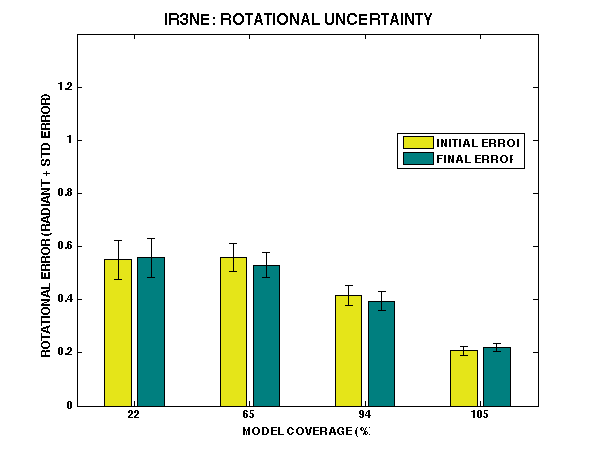 IR3NE: ROTATIONAL UNCERTAINTY
ROTATIONAL ERROR (RADIANT + STD ERROR)
1.2
1
0.8
0.6
0.4
0.2
0
INITIAL ERROI
FINAL ERROF
22 65 94 105
MODEL COVERAGE (%)